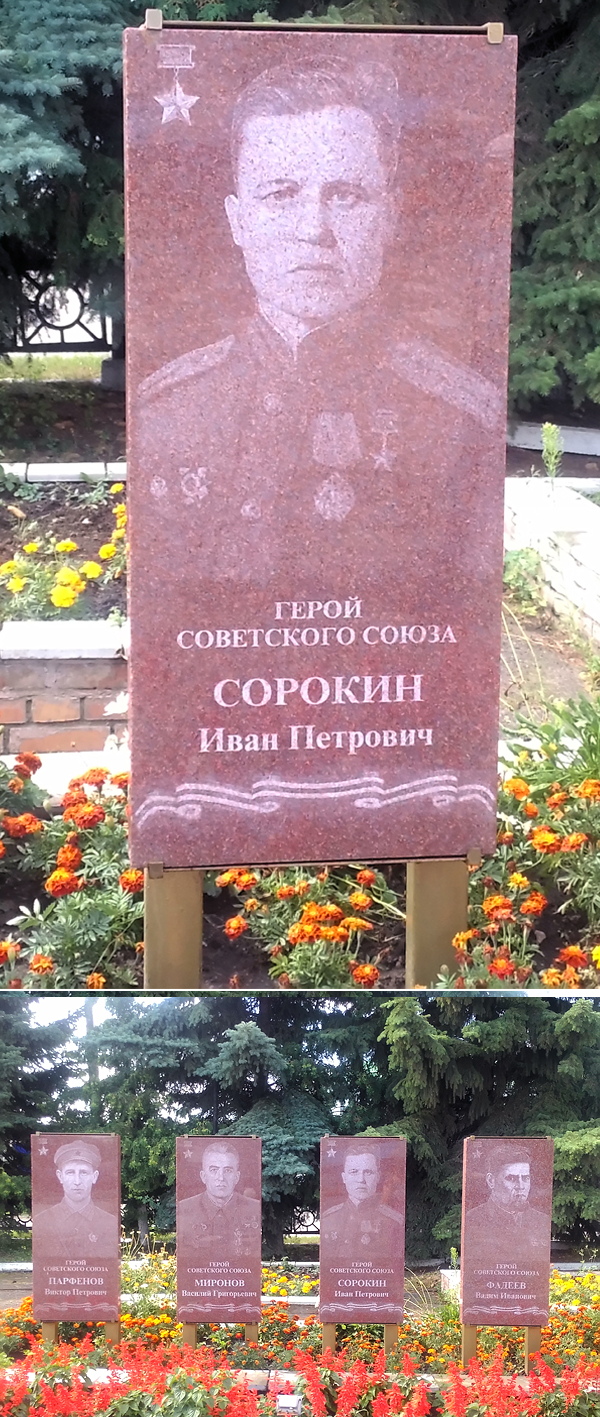 ГЕРОЙ
СОВЕТСКОГО СОЮЗА
СОРОКИН
Иван Петрович
ГЕРОЙ
СОВЕТСКОГО СОЮЗА
ПАРФЕНОВ
Виктор Петрович
ГЕРОЙ
СОВЕТСКОГО СОЮЗА
МИРОНОВ
Василий Григорьевич
ГЕРОЙ
СОВЕТСКОГО СОЮЗА
СОРОКИН
Иван Петрович
ГЕРОЙ
СОВЕТСКОГО СОЮЗА
ФАДЕЕВ
Вадим Иванович